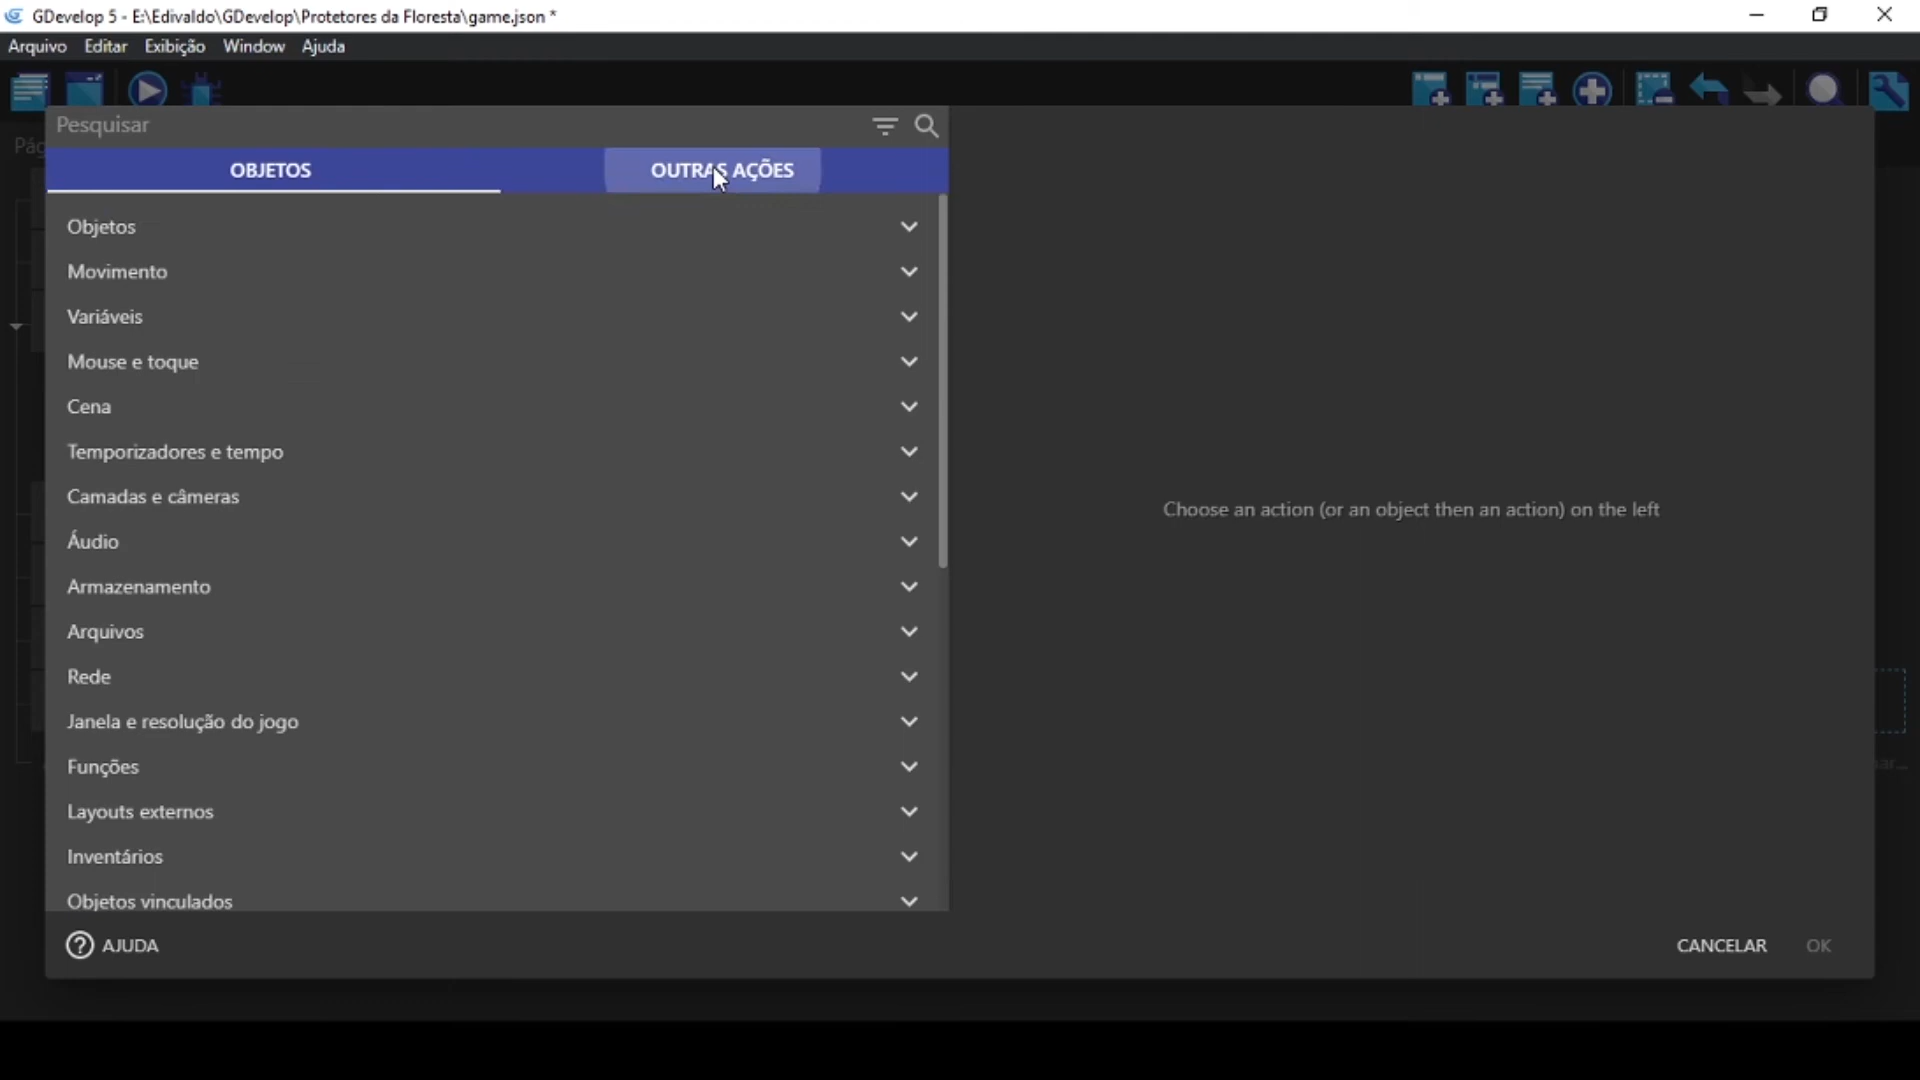 GDevelop 5 - E:\Edivaldo\GDevelop\Protetores da Floresta\game.json *
Arquivo Editar Exibição Window Ajuda
Pesquisar
OBJETOS OUTRAS AÇÕES
Objetos
Movimento
Variáveis
Mouse e toque
Cena
Temporizadores e tempo
Camadas e câmeras
Áudio
Armazenamento
Arquivos
Rede
Janela e resolução do jogo
Funções
Layouts externos
Inventários
Objetos vinculados
Choose an action (or an object then an action) on the left
AJUDA CANCELAR OK